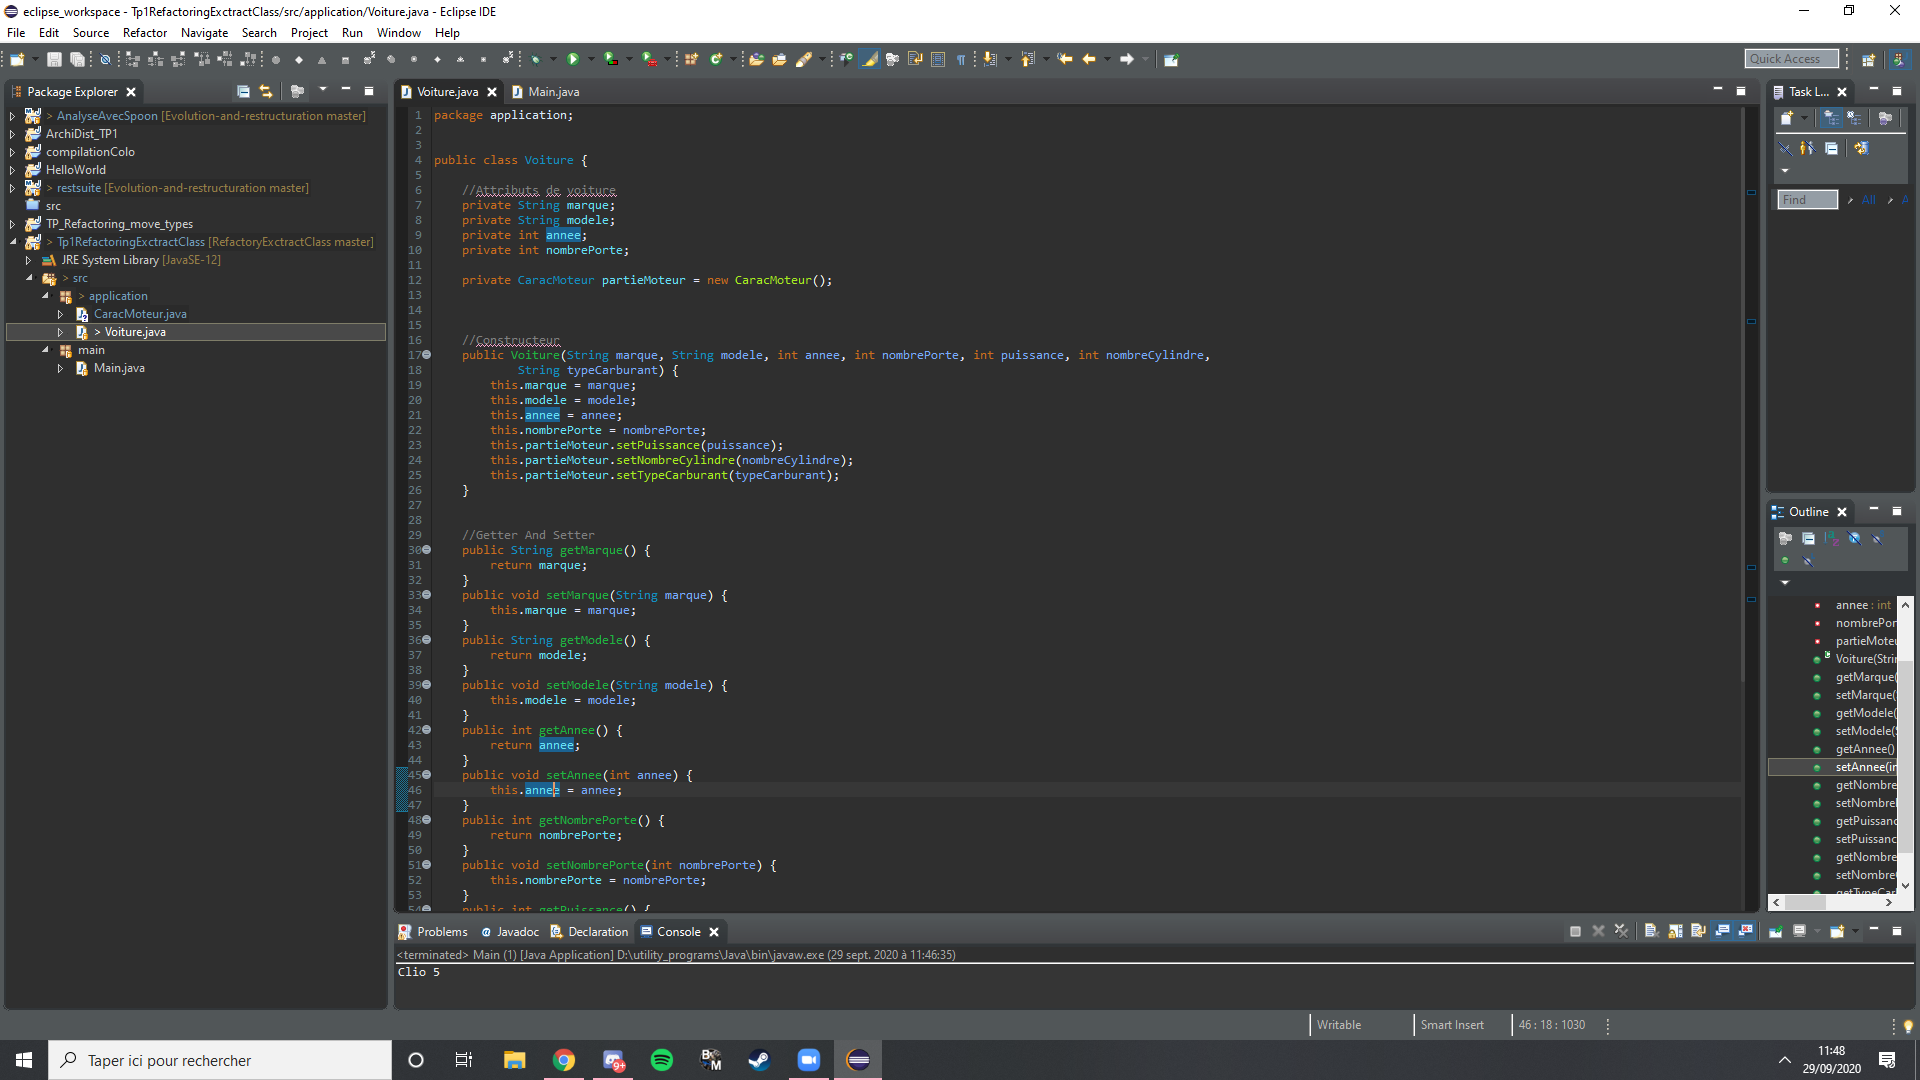 eclipse_workspace - Tp1RefactoringExctractClass/src/application/Voiture.java - Eclipse IDE
File Edit Source Refactor Navigate Search Project Run Window Help
Quick Access
Package Explorer
> AnalyseAvecSpoon [Evolution-and-restructuration master]
ArchiDist_TP1
compilationColo
HelloWorld
> restsuite [Evolution-and-restructuration master]
src
TP_Refactoring_move_types
> Tp1RefactoringExctractClass [RefactoryExctractClass master]
JRE System Library [JavaSE-12]
> src
> application
CaracMoteur.java
> Voiture.java
main
Main.java
Voiture.java Main.java
1 package application;
2
3
4 public class Voiture {
5
6 //Attributs de voiture
7 private String marque;
8 private String modele;
9 private int annee;
10 private int nombrePorte;
11
12 private CaracMoteur partieMoteur = new CaracMoteur();
13
14
15
16 //Constructeur
17 public Voiture(String marque, String modele, int annee, int nombrePorte, int puissance, int nombreCylindre,
18 String typeCarburant) {
19 this.marque = marque;
20 this.modele = modele;
21 this.annee = annee;
22 this.nombrePorte = nombrePorte;
23 this.partieMoteur.setPuissance(puissance);
24 this.partieMoteur.setNombreCylindre(nombreCylindre);
25 this.partieMoteur.setTypeCarburant(typeCarburant);
26 }
27
28
29 //Getter And Setter
30 public String getMarque() {
31 return marque;
32 }
33 public void setMarque(String marque) {
34 this.marque = marque;
35 }
36 public String getModele() {
37 return modele;
38 }
39 public void setModele(String modele) {
40 this.modele = modele;
41 }
42 public int getAnnee() {
43 return annee;
44 }
45 public void setAnnee(int annee) {
46 this.annee = annee;
47 }
48 public int getNombrePorte() {
49 return nombrePorte;
50 }
51 public void setNombrePorte(int nombrePorte) {
52 this.nombrePorte = nombrePorte;
53 }
54 public int getPuissance() {
Task L...
Find All A
Outline
annee : int
nombrePor
partieMoteu
Voiture(Strin
getMarque(
setMarque(
getModele(
setModele(S
getAnnee()
setAnnee(in
getNombre
setNombrel
getPuissanc
setPuissanc
getNombre
setNombre
getTypeCar
Problems @ Javadoc Declaration Console
<terminated> Main (1) [Java Application] D:\utility_programs\Java\bin\javaw.exe (29 sept. 2020 à 11:46:35)
Clio 5
Writable Smart Insert 46 : 18 : 1030
Taper ici pour rechercher
9+
11:48
29/09/2020